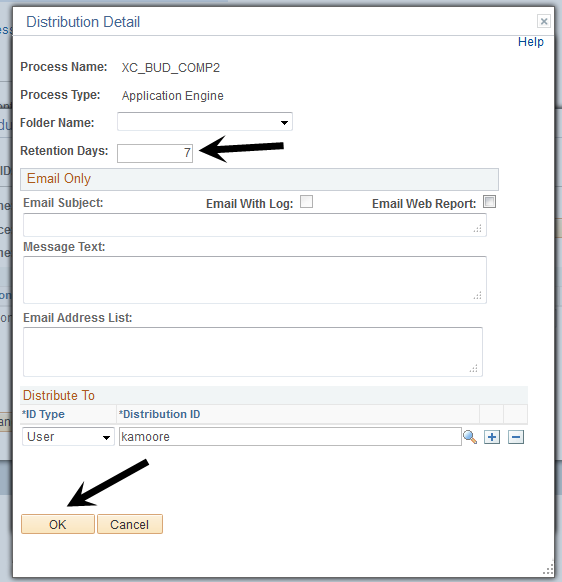 Distribution Detail
Help
Process Name: XC_BUD_COMP2
Process Type: Application Engine
Folder Name:
Retention Days: 7
Email Only
Email Subject: Email With Log: Email Web Report:
Message Text:
Email Address List:
Distribute To
*ID Type *Distribution ID
User kamoore
OK Cancel